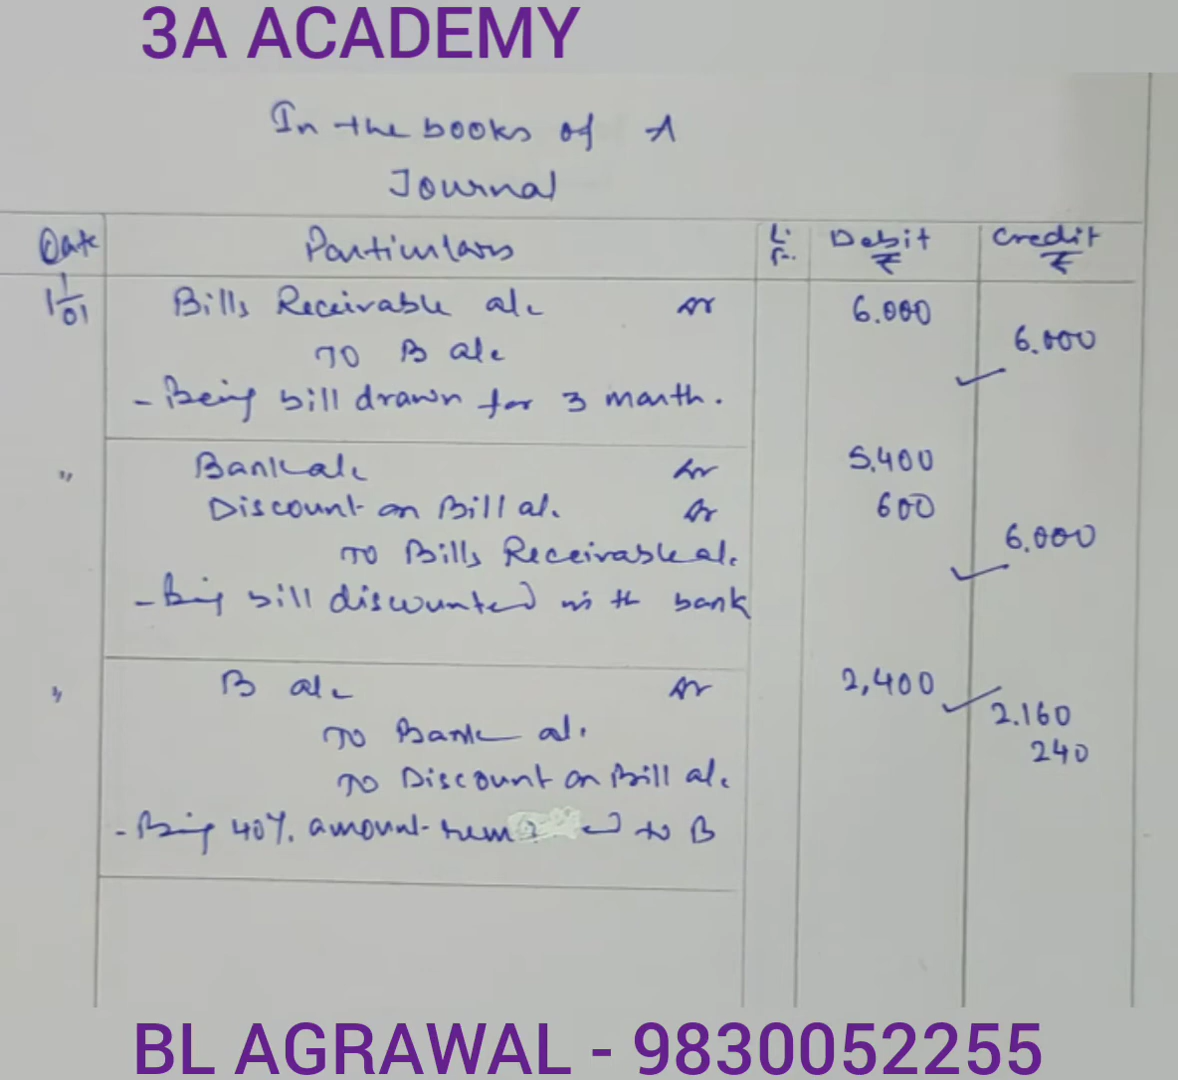 3A ACADEMY
In the books of A
Journal
Date Particulars L.F. Debit ₹ Credit ₹
1/1/01 Bills Receivable a/c Dr 6.000
To B a/c 6.000
- Being bill drawn for 3 month.
" Bank a/c Dr 5.400
Discount on Bill a/c. Dr 600
To Bills Receivable a/c. 6.000
- Being bill discounted with bank
" B a/c Dr 2,400
To Bank a/c. 2.160
To Discount on Bill a/c 240
- Being 40%. amount to B
BL AGRAWAL - 9830052255